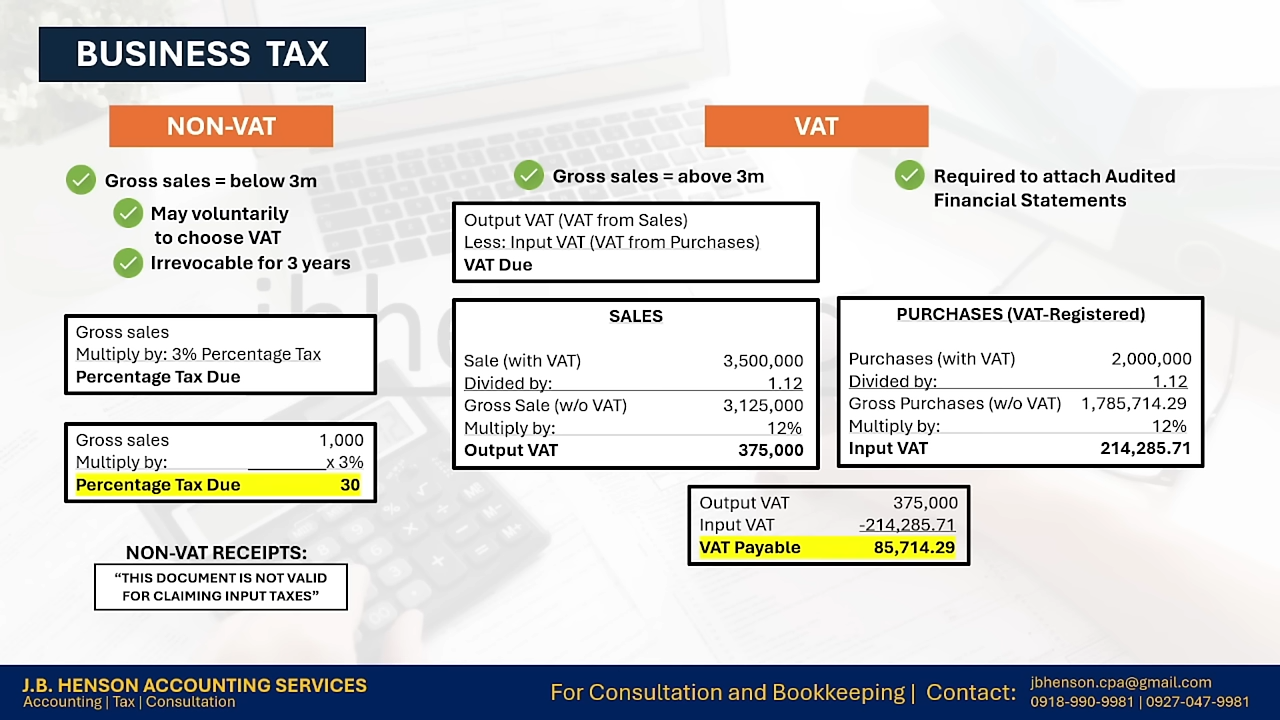 BUSINESS TAX
NON-VAT
Gross sales = below 3m
May voluntarily
to choose VAT
Irrevocable for 3 years
Gross sales
Multiply by: 3% Percentage Tax
Percentage Tax Due
Gross sales 1,000
Multiply by: x 3%
Percentage Tax Due 30
NON-VAT RECEIPTS:
“THIS DOCUMENT IS NOT VALID
FOR CLAIMING INPUT TAXES”
VAT
Gross sales = above 3m
Required to attach Audited
Financial Statements
Output VAT (VAT from Sales)
Less: Input VAT (VAT from Purchases)
VAT Due
SALES
Sale (with VAT) 3,500,000
Divided by: 1.12
Gross Sale (w/o VAT) 3,125,000
Multiply by: 12%
Output VAT 375,000
PURCHASES (VAT-Registered)
Purchases (with VAT) 2,000,000
Divided by: 1.12
Gross Purchases (w/o VAT) 1,785,714.29
Multiply by: 12%
Input VAT 214,285.71
Output VAT 375,000
Input VAT -214,285.71
VAT Payable 85,714.29
J.B. HENSON ACCOUNTING SERVICES
Accounting | Tax | Consultation
For Consultation and Bookkeeping | Contact:
jbhenson.cpa@gmail.com
0918-990-9981 | 0927-047-9981